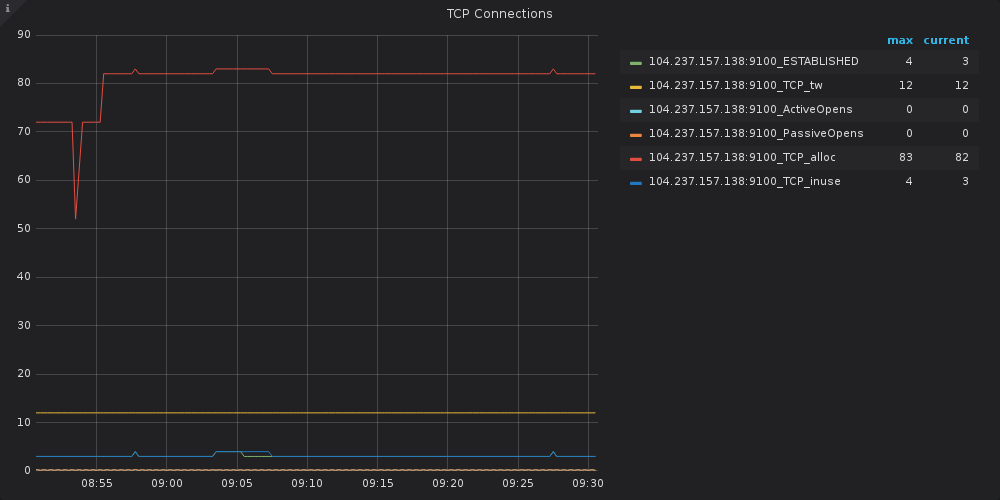 i
TCP Connections
max current
104.237.157.138:9100_ESTABLISHED 4 3
104.237.157.138:9100_TCP_tw 12 12
104.237.157.138:9100_ActiveOpens 0 0
104.237.157.138:9100_PassiveOpens 0 0
104.237.157.138:9100_TCP_alloc 83 82
104.237.157.138:9100_TCP_inuse 4 3
90
80
70
60
50
40
30
20
10
0
08:55 09:00 09:05 09:10 09:15 09:20 09:25 09:30